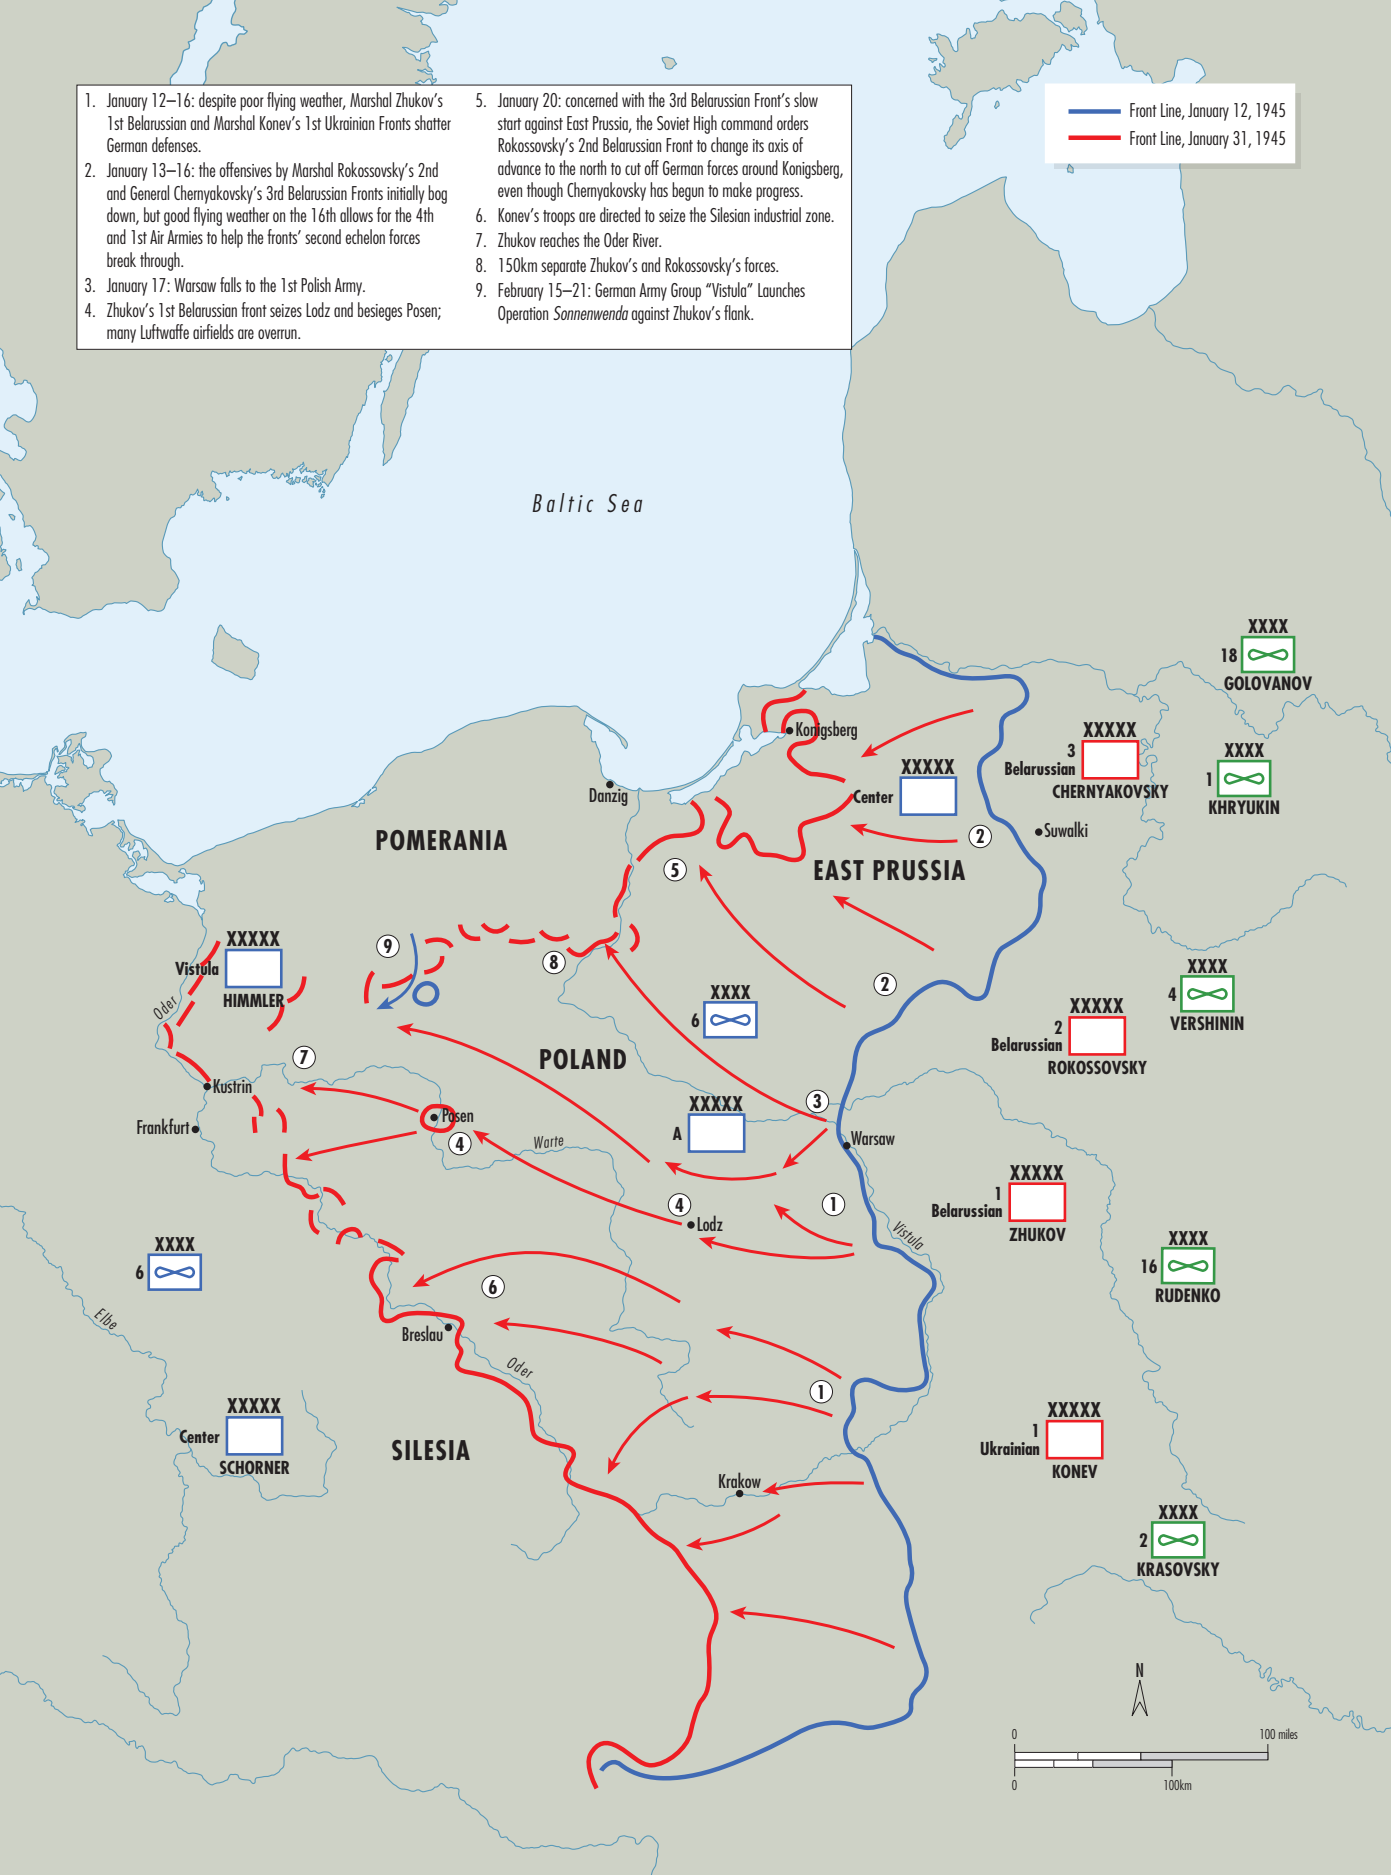 1. January 12–16: despite poor flying weather, Marshal Zhukov's
1st Belarussian and Marshal Konev's 1st Ukrainian Fronts shatter
German defenses.
2. January 13–16: the offensives by Marshal Rokossovsky's 2nd
and General Chernyakovsky's 3rd Belarussian Fronts initially bog
down, but good flying weather on the 16th allows for the 4th
and 1st Air Armies to help the fronts' second echelon forces
break through.
3. January 17: Warsaw falls to the 1st Polish Army.
4. Zhukov's 1st Belarussian front seizes Lodz and besieges Posen;
many Luftwaffe airfields are overrun.
5. January 20: concerned with the 3rd Belarussian Front's slow
start against East Prussia, the Soviet High command orders
Rokossovsky's 2nd Belarussian Front to change its axis of
advance to the north to cut off German forces around Konigsberg,
even though Chernyakovsky has begun to make progress.
6. Konev's troops are directed to seize the Silesian industrial zone.
7. Zhukov reaches the Oder River.
8. 150km separate Zhukov's and Rokossovsky's forces.
9. February 15–21: German Army Group "Vistula" Launches
Operation Sonnenwenda against Zhukov's flank.
Front Line, January 12, 1945
Front Line, January 31, 1945
Baltic Sea
XXXX
18
GOLOVANOV
XXXXX
3
Belarussian
CHERNYAKOVSKY
XXXX
1
KHRYUKIN
Konigsberg
XXXXX
Center
Danzig
Suwalki
2
POMERANIA
EAST PRUSSIA
5
XXXXX
Vistula
HIMMLER
9
8
Oder
2
XXXX
6
XXXX
4
VERSHININ
XXXXX
2
Belarussian
ROKOSSOVSKY
7
POLAND
Kustrin
3
XXXXX
A
Posen
Frankfurt
4
Warte
Warsaw
XXXXX
1
Belarussian
ZHUKOV
4
1
Lodz
Vistula
XXXX
6
XXXX
16
RUDENKO
6
Elbe
Breslau
Oder
1
XXXXX
Center
SCHORNER
SILESIA
XXXXX
1
Ukrainian
KONEV
Krakow
XXXX
2
KRASOVSKY
N
0
100 miles
0
100km